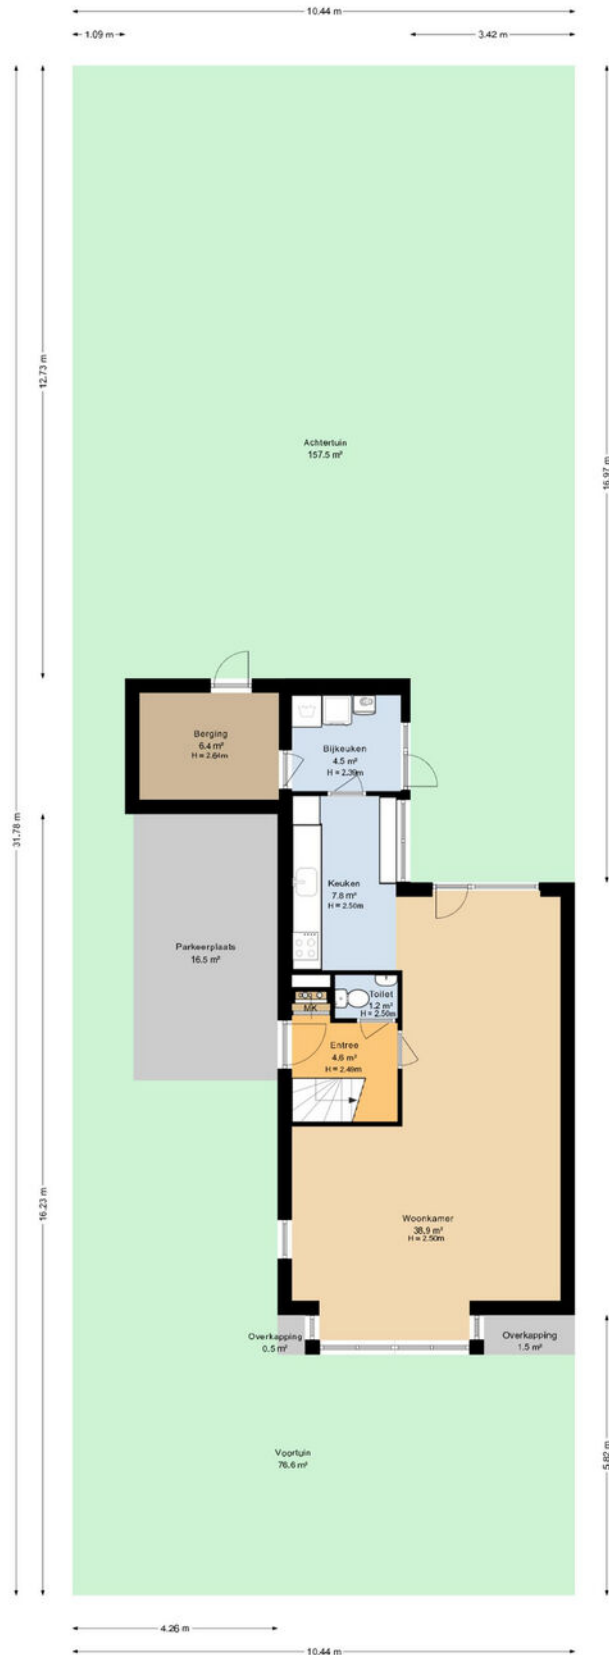 10.44 m
1.09 m
3.42 m
12.73 m
16.97 m
31.78 m
Achtertuin
157.5 m²
Berging
6.4 m²
H = 2.64m
Bijkeuken
4.5 m²
H = 2.39m
Keuken
7.8 m²
H = 2.50m
Parkeerplaats
16.5 m²
Toilet
1.2 m²
H = 2.50m
MK
Entree
4.6 m²
H = 2.49m
16.23 m
Woonkamer
38.9 m²
H = 2.50m
Overkapping
0.5 m²
Overkapping
1.5 m²
Voortuin
76.6 m²
5.82 m
4.26 m
10.44 m